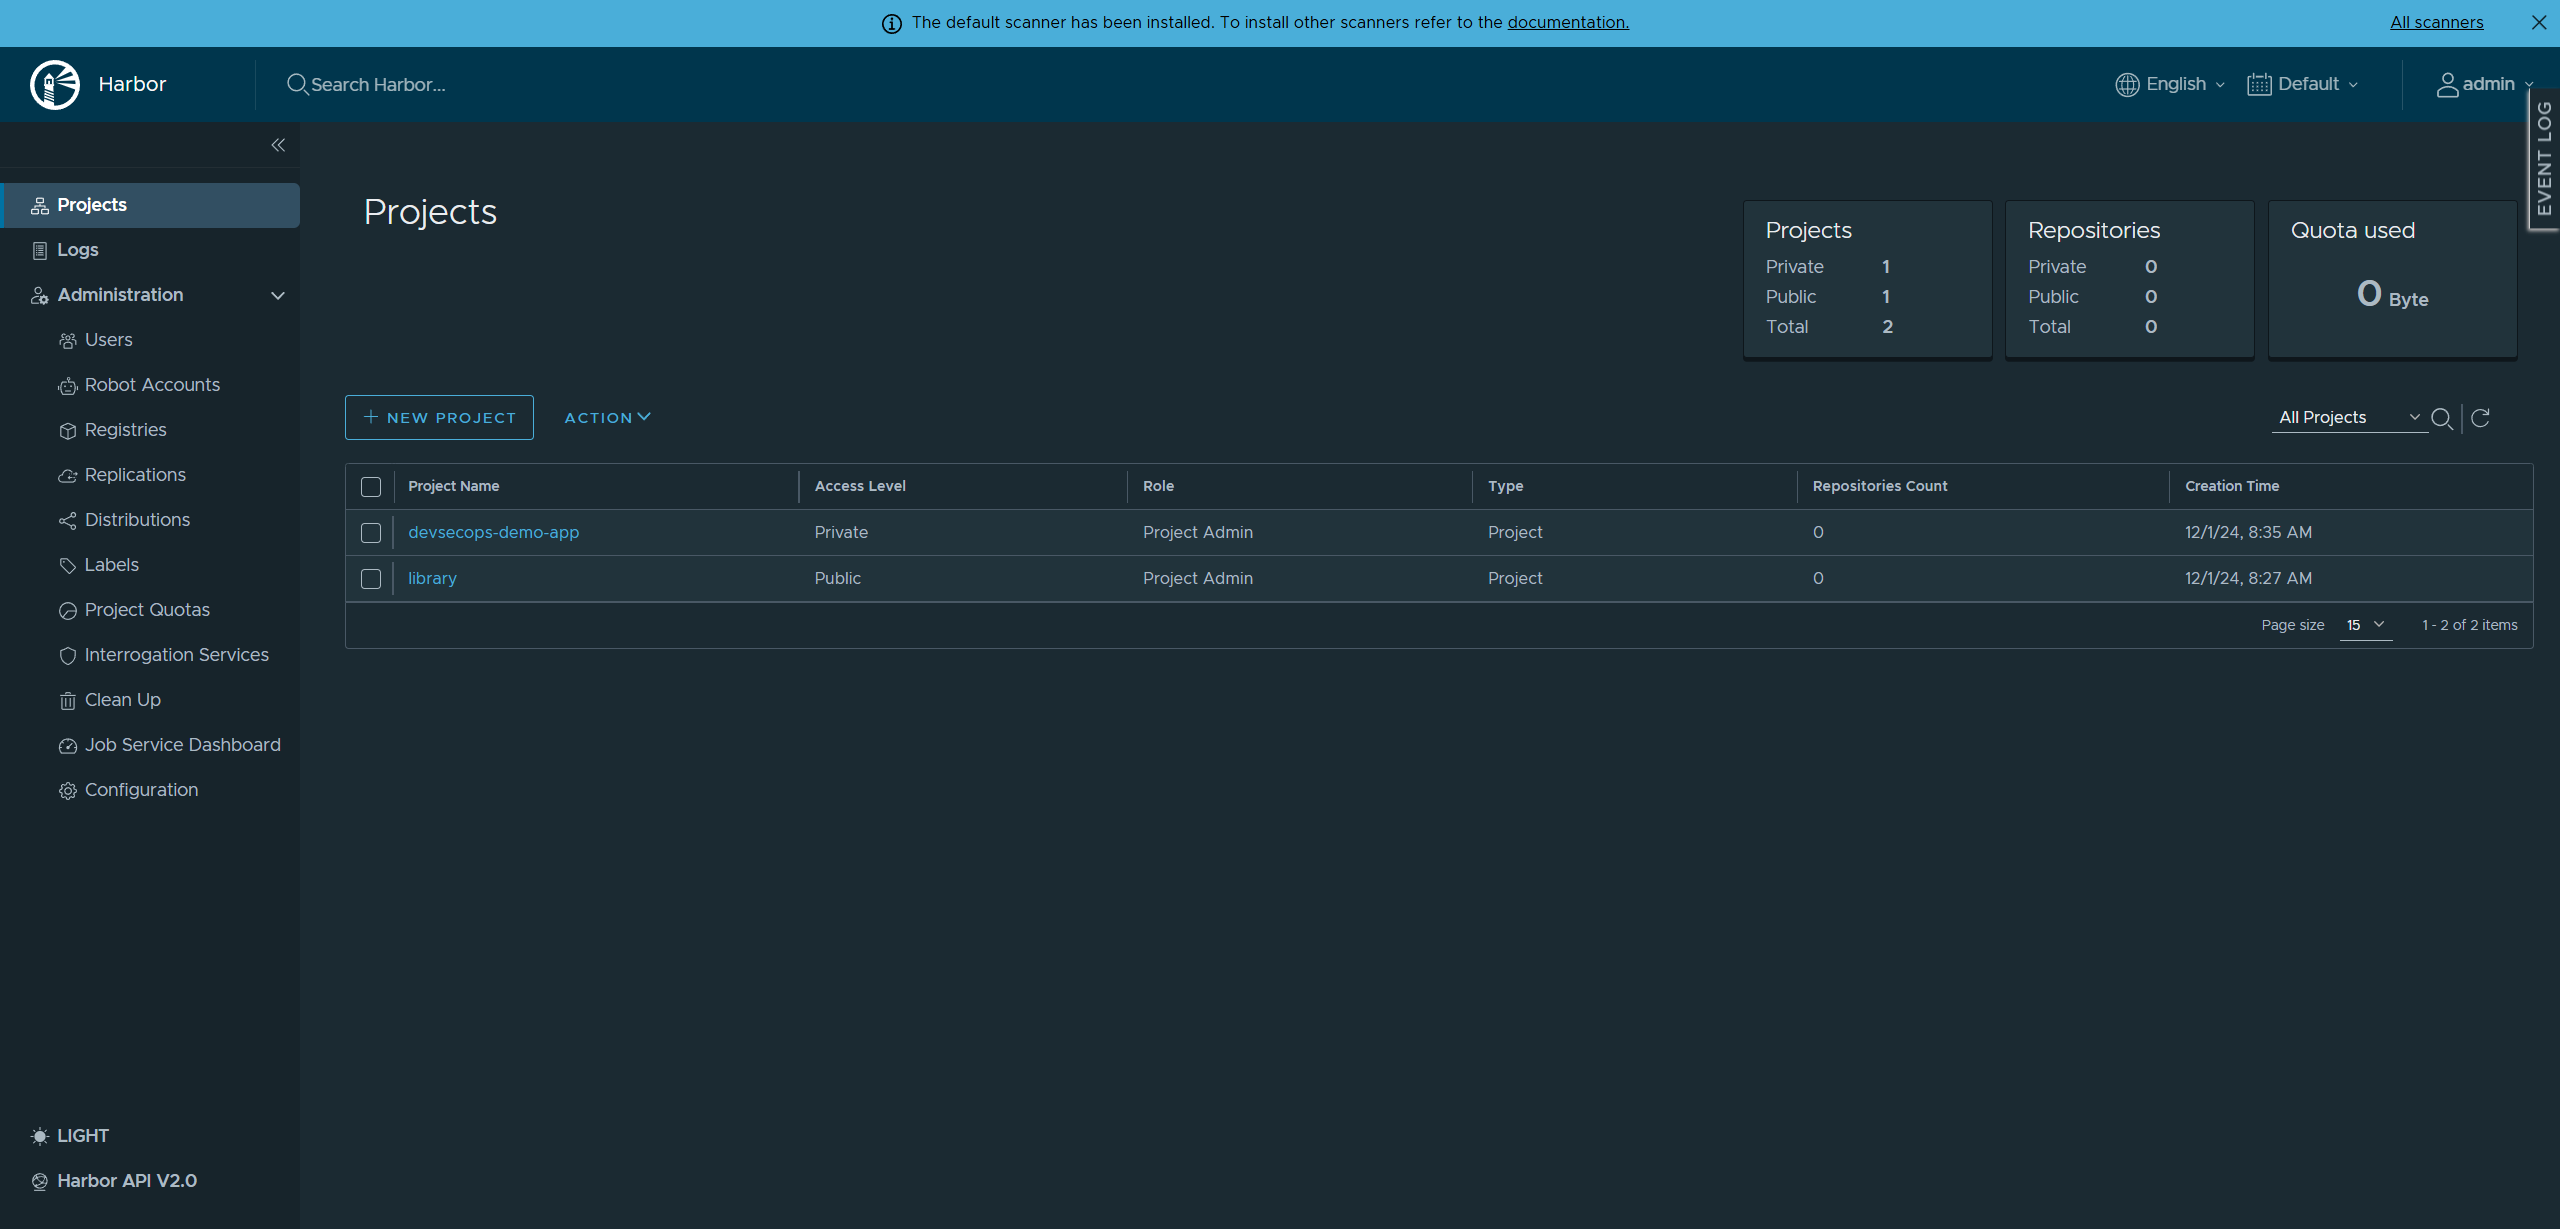 The default scanner has been installed. To install other scanners refer to the documentation.
All scanners
Harbor
Search Harbor...
English
Default
admin
EVENT LOG
Projects
Logs
Administration
Users
Robot Accounts
Registries
Replications
Distributions
Labels
Project Quotas
Interrogation Services
Clean Up
Job Service Dashboard
Configuration
LIGHT
Harbor API V2.0
Projects
Projects
Private 1
Public 1
Total 2
Repositories
Private 0
Public 0
Total 0
Quota used
0 Byte
NEW PROJECT
ACTION
All Projects
Project Name Access Level Role Type Repositories Count Creation Time
devsecops-demo-app Private Project Admin Project 0 12/1/24, 8:35 AM
library Public Project Admin Project 0 12/1/24, 8:27 AM
Page size 15 1 - 2 of 2 items